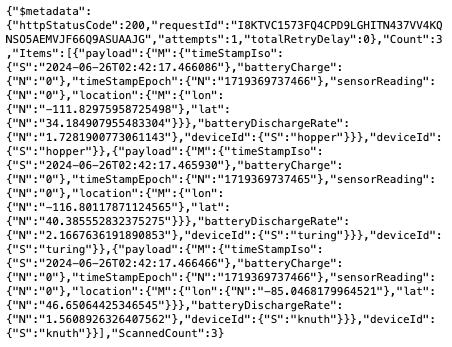 {"$metadata":
{"httpStatusCode":200,"requestId":"I8KTVC1573FQ4CPD9LGHITN437VV4KQ
NSO5AEMVJF66Q9ASUAAJG","attempts":1,"totalRetryDelay":0},"Count":3
,"Items":[{"payload":{"M":{"timeStampIso":
{"S":"2024-06-26T02:42:17.466086"},"batteryCharge":
{"N":"0"},"timeStampEpoch":{"N":"1719369737466"},"sensorReading":
{"N":"0"},"location":{"M":{"lon":
{"N":"-111.82975958725498"},"lat":
{"N":"34.184907955483304"}}},"batteryDischargeRate":
{"N":"1.7281900773061143"},"deviceId":{"S":"hopper"}}},"deviceId":
{"S":"hopper"}},{"payload":{"M":{"timeStampIso":
{"S":"2024-06-26T02:42:17.465930"},"batteryCharge":
{"N":"0"},"timeStampEpoch":{"N":"1719369737465"},"sensorReading":
{"N":"0"},"location":{"M":{"lon":
{"N":"-116.80117871124565"},"lat":
{"N":"40.385552832375275"}}},"batteryDischargeRate":
{"N":"2.1667636191890853"},"deviceId":{"S":"turing"}}},"deviceId":
{"S":"turing"}},{"payload":{"M":{"timeStampIso":
{"S":"2024-06-26T02:42:17.466466"},"batteryCharge":
{"N":"0"},"timeStampEpoch":{"N":"1719369737466"},"sensorReading":
{"N":"0"},"location":{"M":{"lon":{"N":"-85.0468179964521"},"lat":
{"N":"46.65064425346545"}}},"batteryDischargeRate":
{"N":"1.5608926326407562"},"deviceId":{"S":"knuth"}}},"deviceId":
{"S":"knuth"}}],"ScannedCount":3}